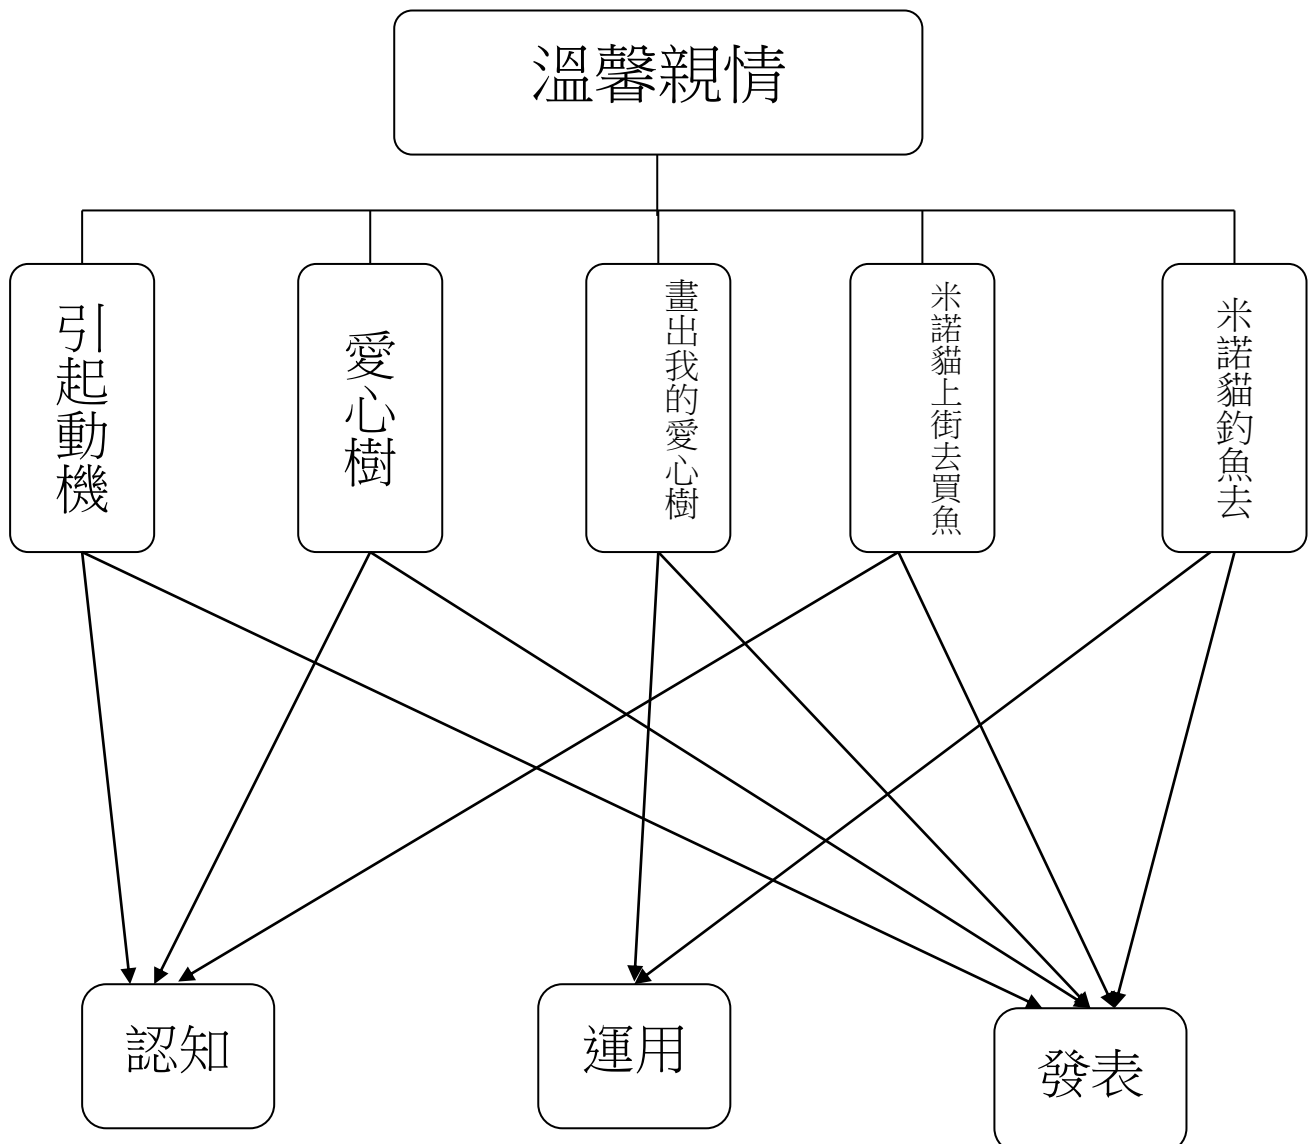 溫馨親情
引起動機
愛心樹
畫出我的愛心樹
米諾貓上街去買魚
米諾貓釣魚去
認知
運用
發表